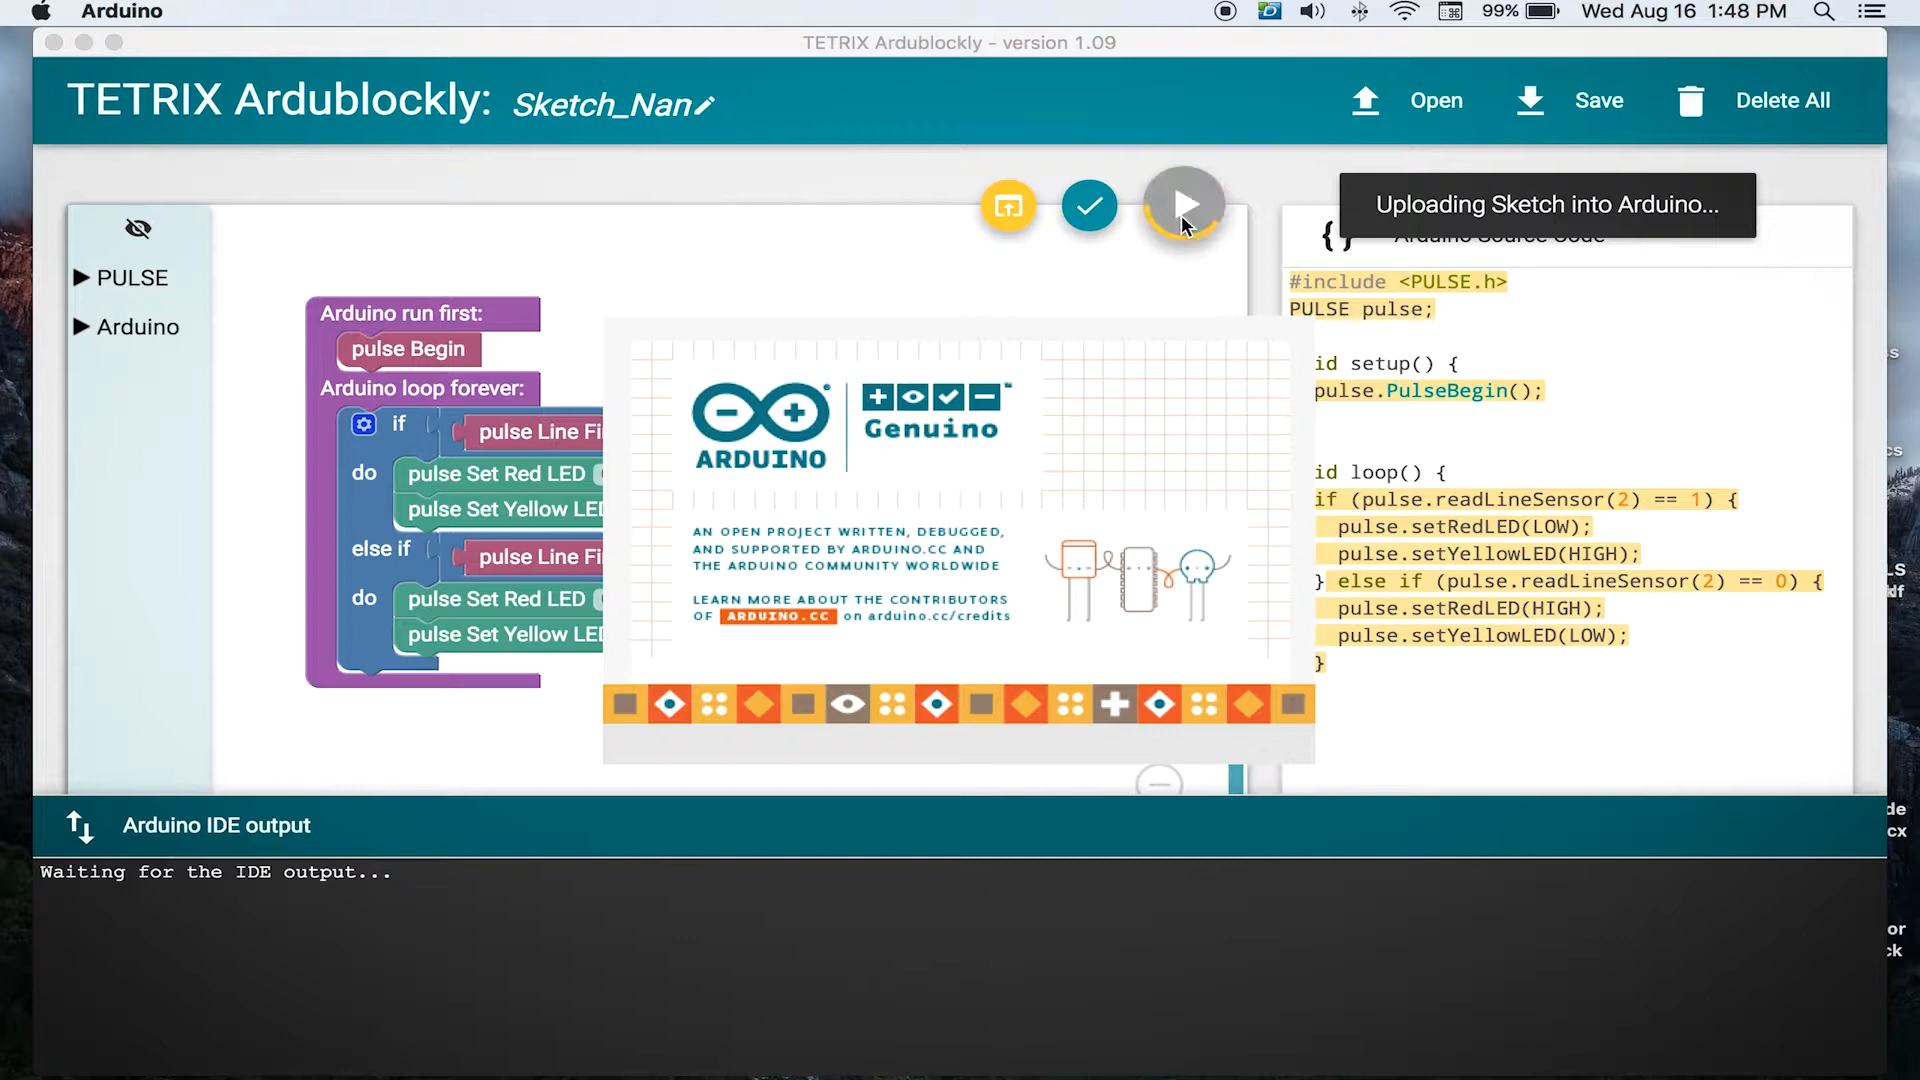 Arduino
99%
Wed Aug 16 1:48 PM
TETRIX Ardublockly - version 1.09
TETRIX Ardublockly: Sketch_Nan
Open
Save
Delete All
Uploading Sketch into Arduino...
PULSE
Arduino
Arduino run first:
pulse Begin
Arduino loop forever:
if
pulse Line Fi
do
pulse Set Red LED
pulse Set Yellow LED
else if
pulse Line Fi
do
pulse Set Red LED
pulse Set Yellow LED
ARDUINO
Genuino
AN OPEN PROJECT WRITTEN, DEBUGGED,
AND SUPPORTED BY ARDUINO.CC AND
THE ARDUINO COMMUNITY WORLDWIDE
LEARN MORE ABOUT THE CONTRIBUTORS
OF ARDUINO.CC on arduino.cc/credits
{} Arduino Source Code
#include <PULSE.h>
PULSE pulse;
id setup() {
pulse.PulseBegin();
id loop() {
if (pulse.readLineSensor(2) == 1) {
pulse.setRedLED(LOW);
pulse.setYellowLED(HIGH);
} else if (pulse.readLineSensor(2) == 0) {
pulse.setRedLED(HIGH);
pulse.setYellowLED(LOW);
}
Arduino IDE output
Waiting for the IDE output...